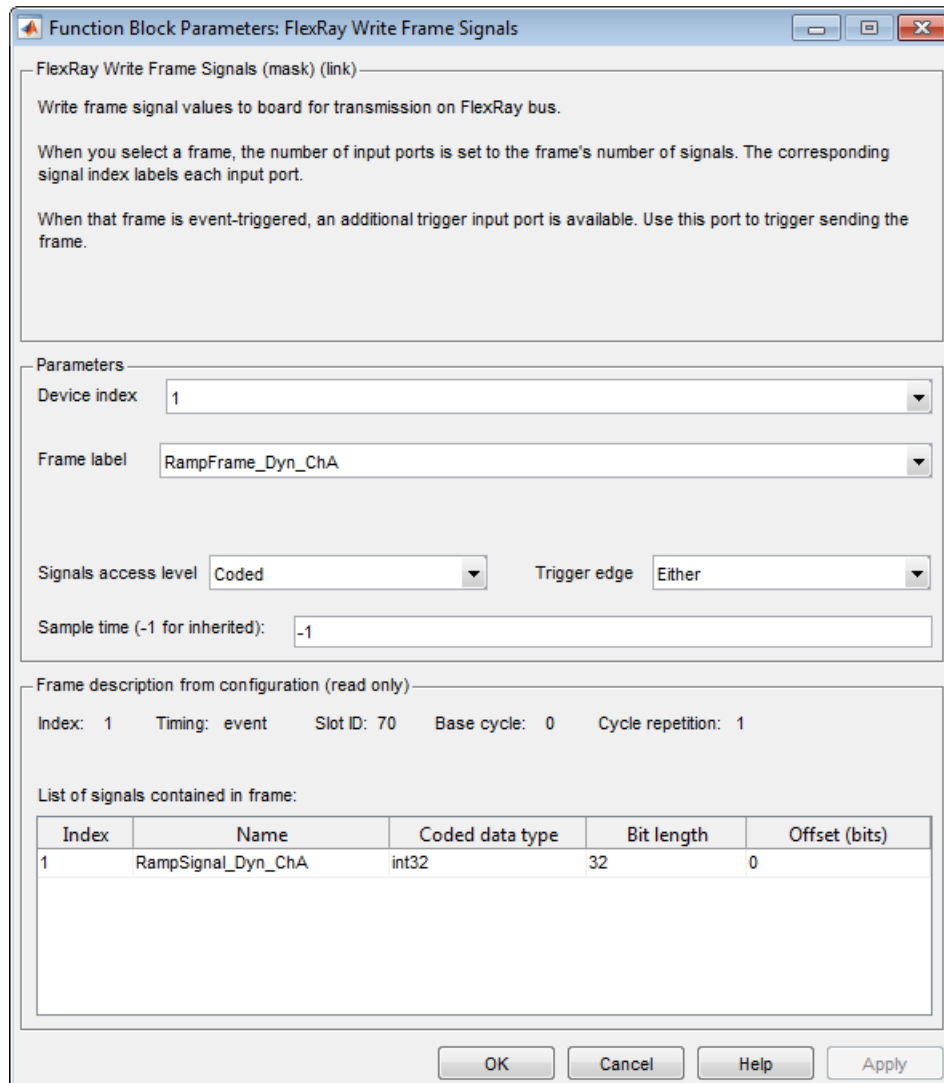 Function Block Parameters: FlexRay Write Frame Signals
FlexRay Write Frame Signals (mask) (link)
Write frame signal values to board for transmission on FlexRay bus.
When you select a frame, the number of input ports is set to the frame's number of signals. The corresponding
signal index labels each input port.
When that frame is event-triggered, an additional trigger input port is available. Use this port to trigger sending the
frame.
Parameters
Device index 1
Frame label RampFrame_Dyn_ChA
Signals access level Coded Trigger edge Either
Sample time (-1 for inherited): -1
Frame description from configuration (read only)
Index: 1 Timing: event Slot ID: 70 Base cycle: 0 Cycle repetition: 1
List of signals contained in frame:
Index Name Coded data type Bit length Offset (bits)
1 RampSignal_Dyn_ChA int32 32 0
OK Cancel Help Apply